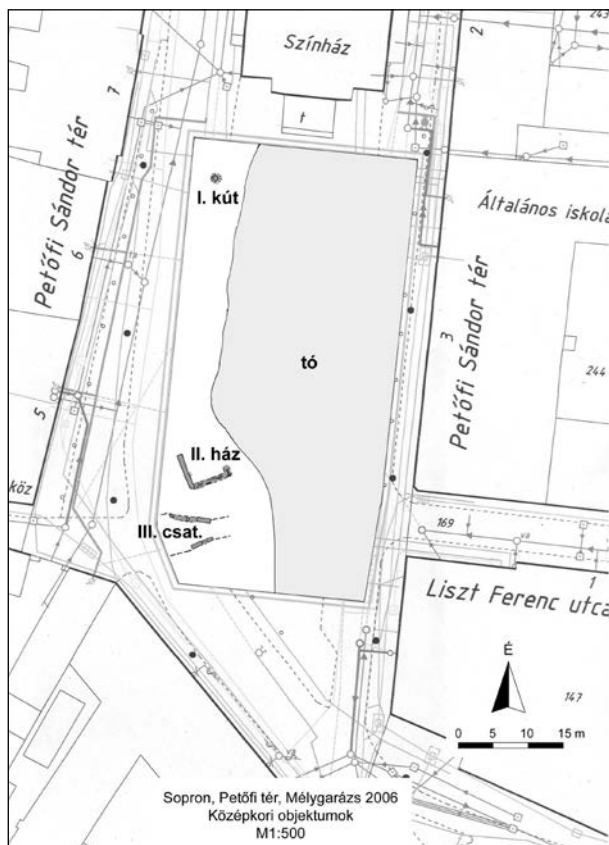 Színház
2
243
t
7
Petőfi Sándor tér
6
5
köz
I. kút
Általános iskola
tó
Petőfi Sándor tér
3
244
II. ház
III. csat.
169
1
Liszt Ferenc utca
É
147
0 5 10 15 m
Sopron, Petőfi tér, Mélygarázs 2006
Középkori objektumok
M1:500